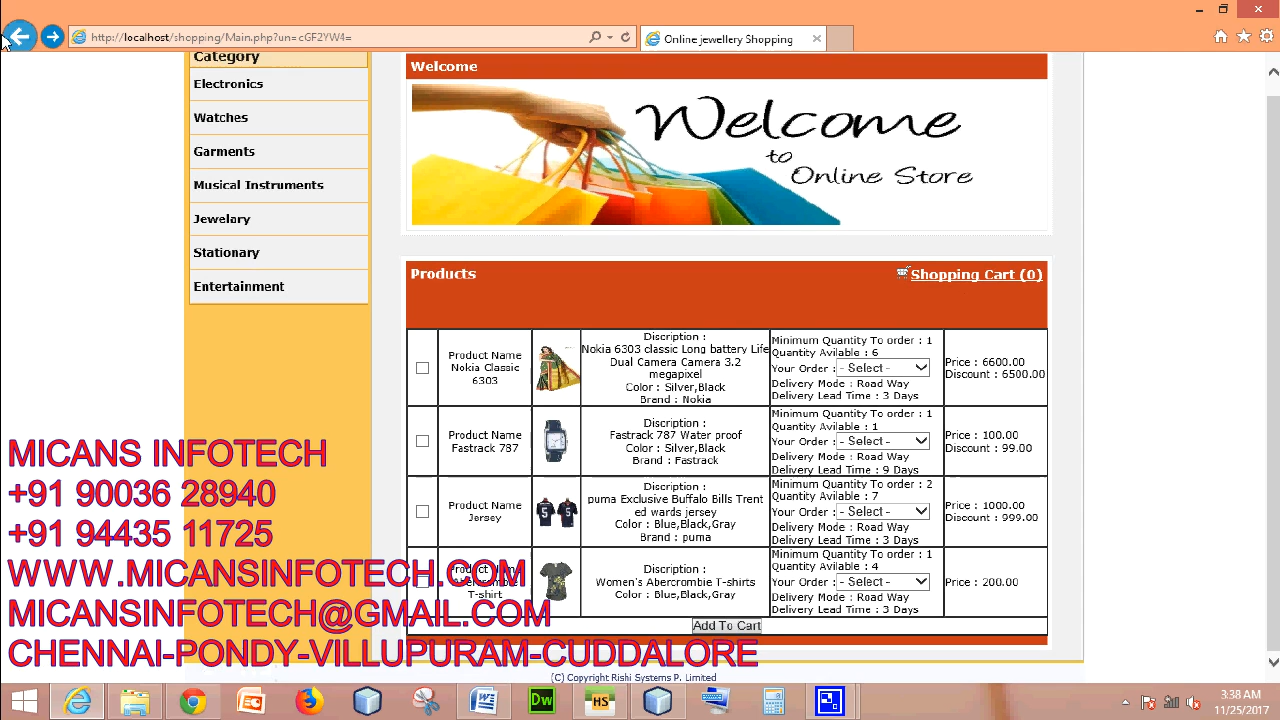 http://localhost/shopping/Main.php?un=cGF2YW4=
Online jewellery Shopping
Category
Electronics
Watches
Garments
Musical Instruments
Jewelary
Stationary
Entertainment
Welcome
Welcome
to
Online Store
Products
Shopping Cart (0)
Product Name
Nokia Classic
6303
Discription :
Nokia 6303 classic Long battery Life
Dual Camera Camera 3.2
megapixel
Color : Silver,Black
Brand : Nokia
Minimum Quantity To order : 1
Quantity Avilable : 6
Your Order : - Select -
Delivery Mode : Road Way
Delivery Lead Time : 3 Days
Price : 6600.00
Discount : 6500.00
Product Name
Fastrack 787
Discription :
Fastrack 787 Water proof
Color : Silver,Black
Brand : Fastrack
Minimum Quantity To order : 1
Quantity Avilable : 1
Your Order : - Select -
Delivery Mode : Road Way
Delivery Lead Time : 9 Days
Price : 100.00
Discount : 99.00
Product Name
Jersey
Discription :
puma Exclusive Buffalo Bills Trent
ed wards jersey
Color : Blue,Black,Gray
Brand : puma
Minimum Quantity To order : 2
Quantity Avilable : 7
Your Order : - Select -
Delivery Mode : Road Way
Delivery Lead Time : 3 Days
Price : 1000.00
Discount : 999.00
Product Name
Abercrombie
T-shirt
Discription :
Women's Abercrombie T-shirts
Color : Blue,Black,Gray
Minimum Quantity To order : 1
Quantity Avilable : 4
Your Order : - Select -
Delivery Mode : Road Way
Delivery Lead Time : 3 Days
Price : 200.00
Add To Cart
(C) Copyright Rishi Systems P. Limited
MICANS INFOTECH
+91 90036 28940
+91 94435 11725
WWW.MICANSINFOTECH.COM
MICANSINFOTECH@GMAIL.COM
CHENNAI-PONDY-VILLUPURAM-CUDDALORE
Dw
HS
3:38 AM
11/25/2017